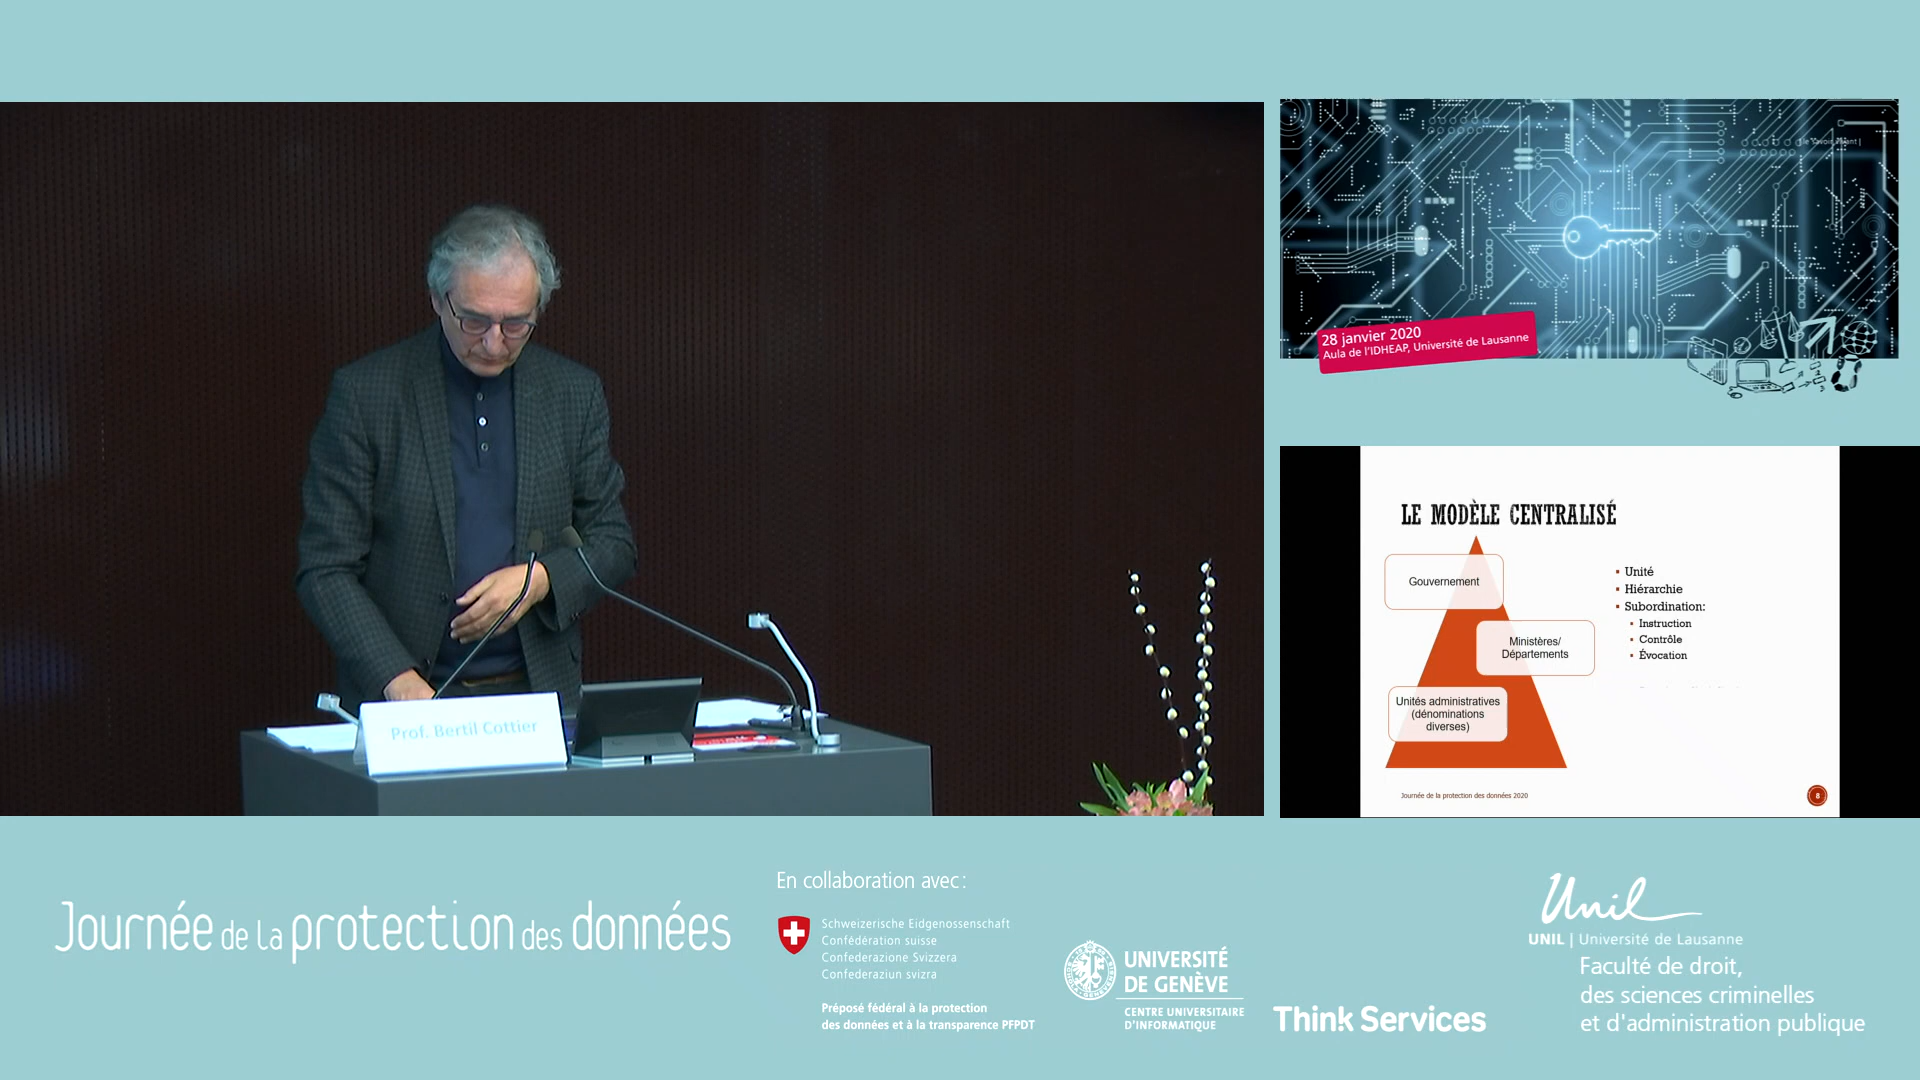 Prof. Bertil Cottier
28 janvier 2020
Aula de l'IDHEAP, Université de Lausanne
LE MODÈLE CENTRALISÉ
Gouvernement
Ministères/
Départements
Unités administratives
(dénominations
diverses)
▪ Unité
▪ Hiérarchie
▪ Subordination:
▪ Instruction
▪ Contrôle
▪ Évocation
Journée de la protection des données 2020
8
Journée de la protection des données
En collaboration avec :
Schweizerische Eidgenossenschaft
Confédération suisse
Confederazione Svizzera
Confederaziun svizra
Préposé fédéral à la protection
des données et à la transparence PFPDT
UNIVERSITÉ
DE GENÈVE
CENTRE UNIVERSITAIRE
D'INFORMATIQUE
Think Services
Unil
UNIL | Université de Lausanne
Faculté de droit,
des sciences criminelles
et d'administration publique